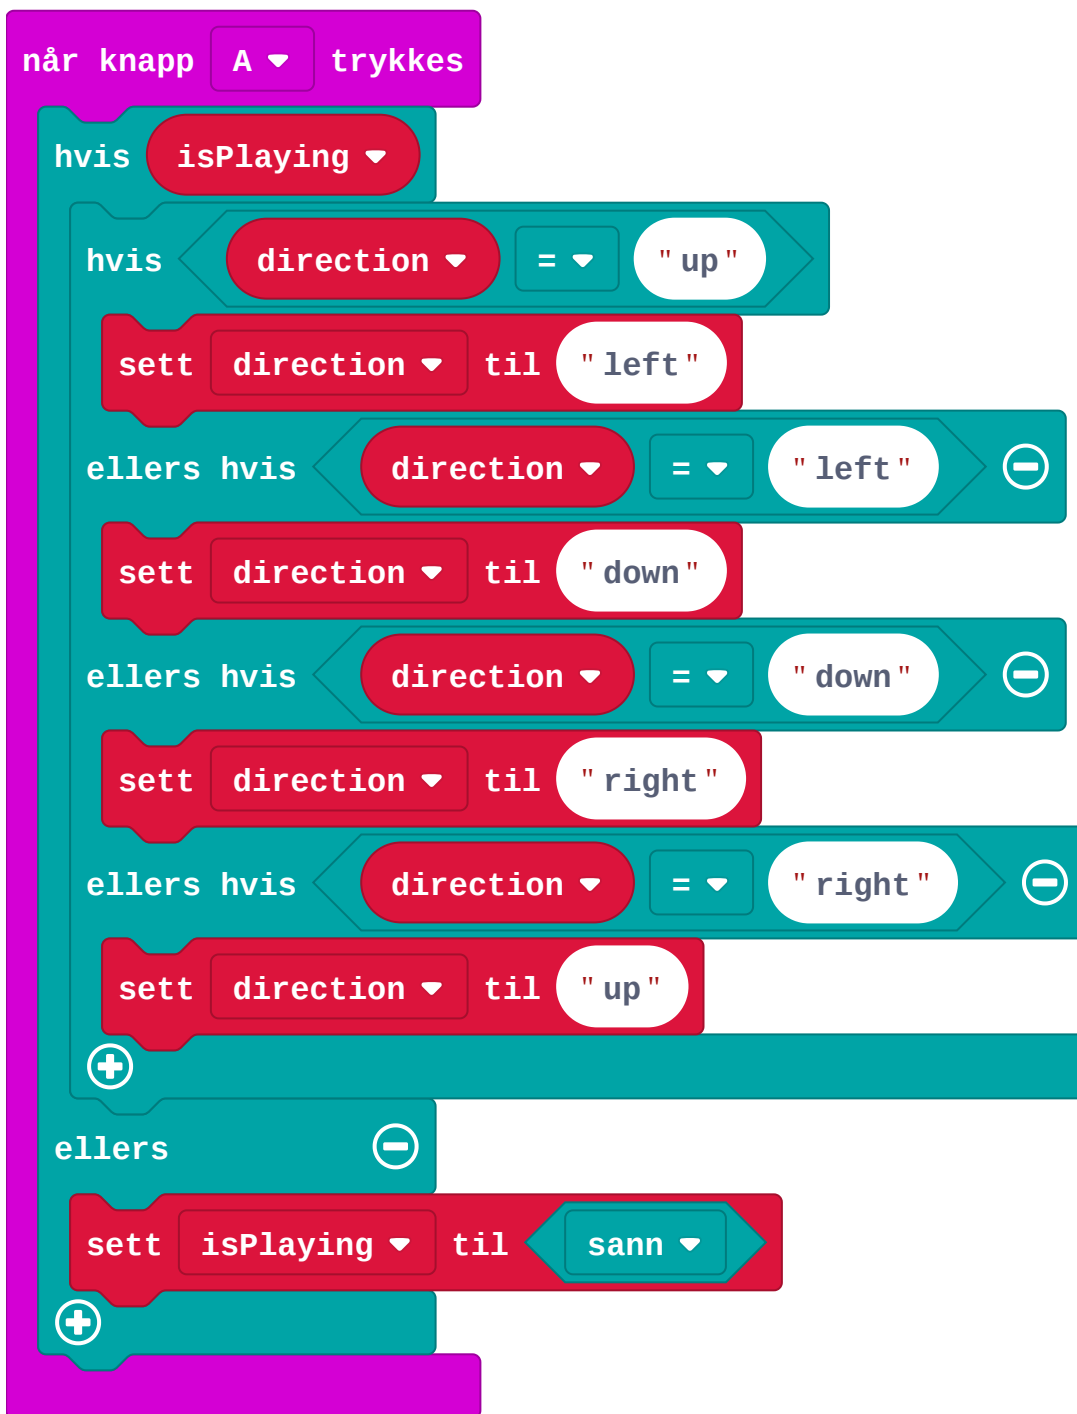 når knapp A trykkes
hvis isPlaying
hvis direction = "up"
sett direction til "left"
ellers hvis direction = "left"
sett direction til "down"
ellers hvis direction = "down"
sett direction til "right"
ellers hvis direction = "right"
sett direction til "up"
ellers
sett isPlaying til sann